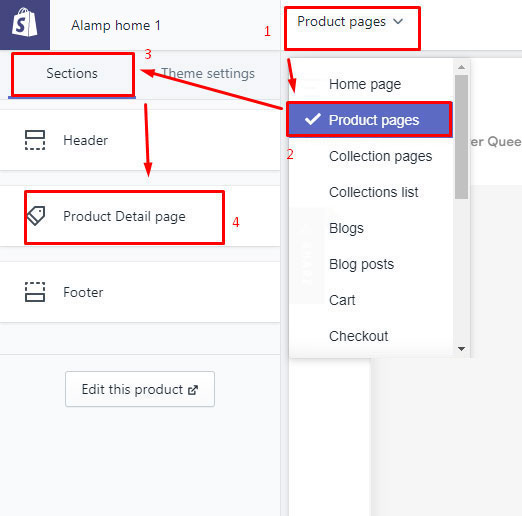 Alamp home 1
1
Product pages
3
Sections
Theme settings
Header
Product Detail page
4
Footer
Edit this product
Home page
Product pages
2
Collection pages
Collections list
Blogs
Blog posts
Cart
Checkout
er Quee